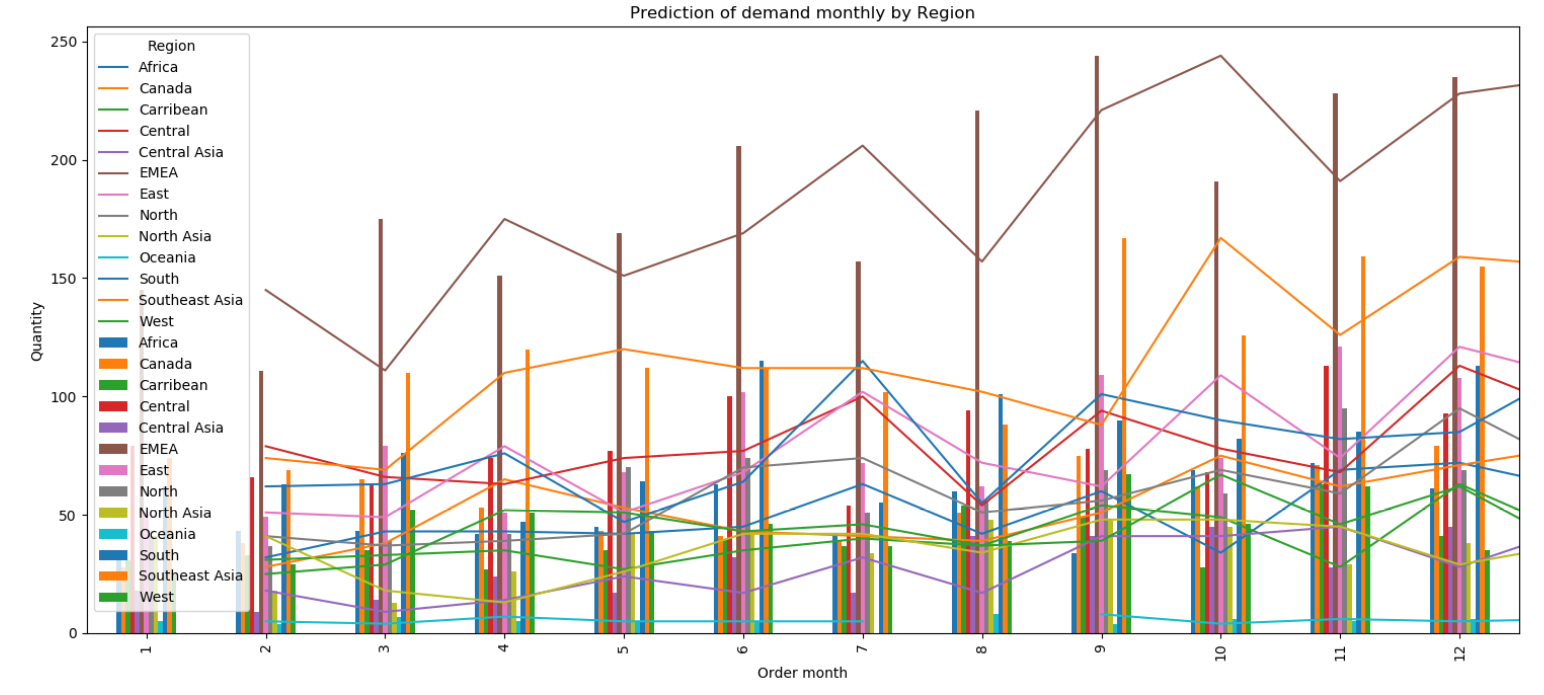 Prediction of demand monthly by Region
250
200
150
100
50
0
Quantity
Region
Africa
Canada
Carribean
Central
Central Asia
EMEA
East
North
North Asia
Oceania
South
Southeast Asia
West
Africa
Canada
Carribean
Central
Central Asia
EMEA
East
North
North Asia
Oceania
South
Southeast Asia
West
1
2
3
4
5
6
7
8
9
10
11
12
Order month